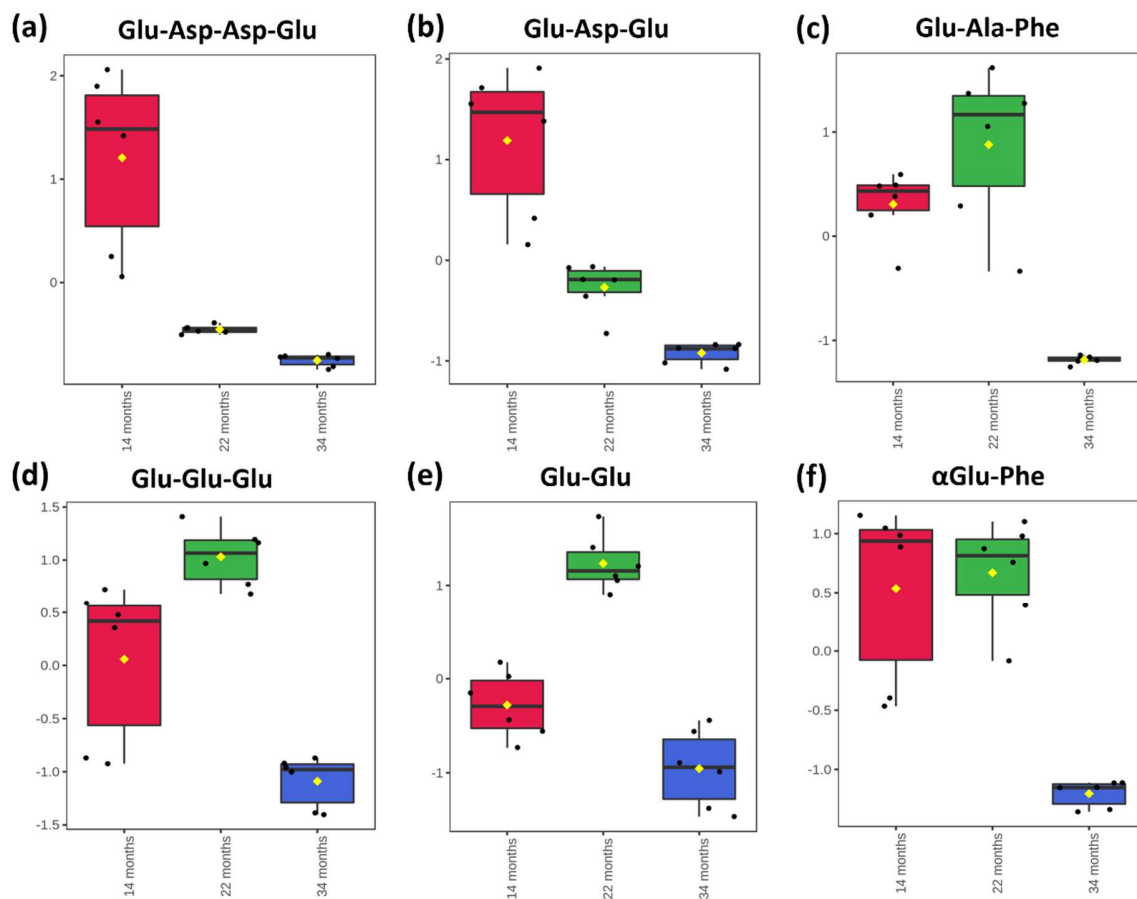 (a) Glu-Asp-Asp-Glu
2
1
0
14 months
22 months
34 months
(b) Glu-Asp-Glu
2
1
0
-1
14 months
22 months
34 months
(c) Glu-Ala-Phe
1
0
-1
14 months
22 months
34 months
(d) Glu-Glu-Glu
1.5
1.0
0.5
0.0
-0.5
-1.0
-1.5
14 months
22 months
34 months
(e) Glu-Glu
1
0
-1
14 months
22 months
34 months
(f) αGlu-Phe
1.0
0.5
0.0
-1.0
14 months
22 months
34 months